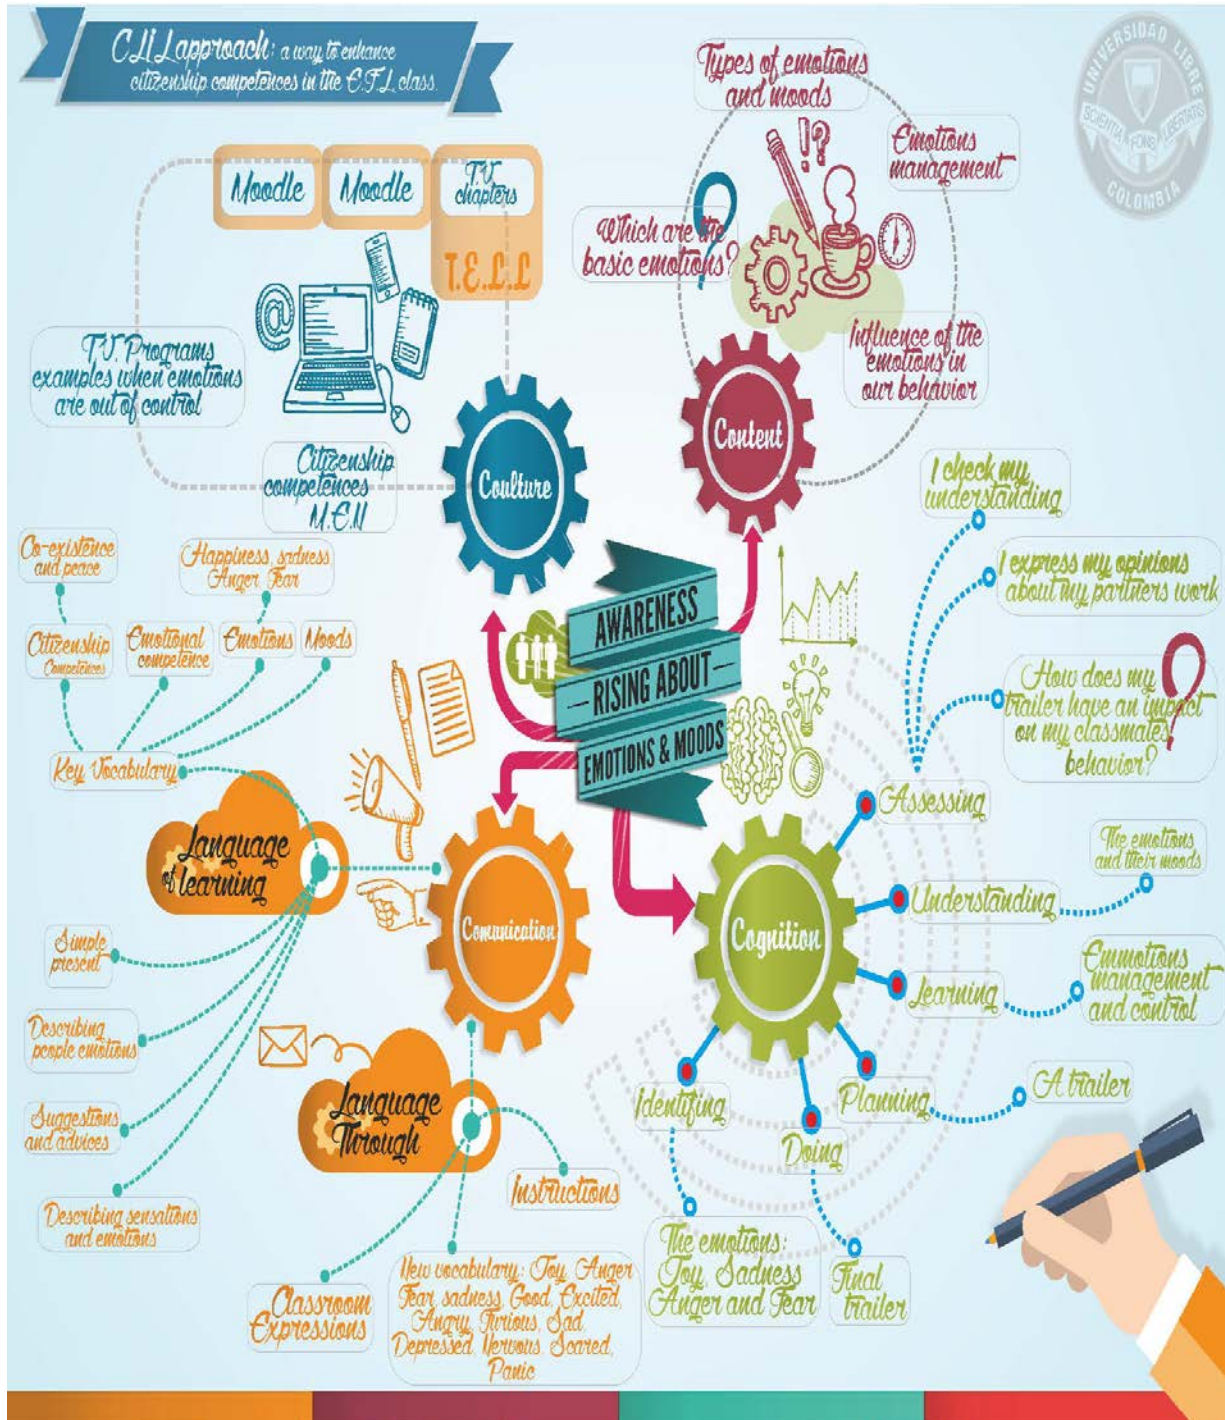 CLIL approach: a way to enhance
citizenship competences in the E.F.L. class.
UNIVERSIDAD LIBRE
SCIENTIA FONS LIBERTATIS
COLOMBIA
Moodle
Moodle
T.V.
chapters
T.E.L.L
T.V. Programs
examples when emotions
are out of control
Citizenship
competences
M.E.N
Coulture
Types of emotions
and moods
Emotions
management
Which are the
basic emotions?
Influence of the
emotions in
our behavior
Content
AWARENESS
RISING ABOUT
EMOTIONS & MOODS
Co-existence
and peace
Happiness, sadness
Anger, Fear
Citizenship
Competences
Emotional
competence
Emotions
Moods
Key Vocabulary
Language
of learning
Simple
present
Describing
people emotions
Suggestions
and advices
Describing sensations
and emotions
Comunication
Language
Through
Instructions
Classroom
Expressions
New vocabulary: Joy, Anger
Fear, sadness, Good, Excited,
Angry, Furious, Sad,
Depressed, Nervous, Scared,
Panic
Cognition
I check my
understanding
I express my opinions
about my partners work
How does my
trailer have an impact
on my classmates
behavior?
Assessing
The emotions
and their moods
Understanding
Learning
Emmotions
management
and control
Planning
A trailer
Identifing
Doing
The emotions:
Joy, Sadness
Anger and Fear
Final
trailer